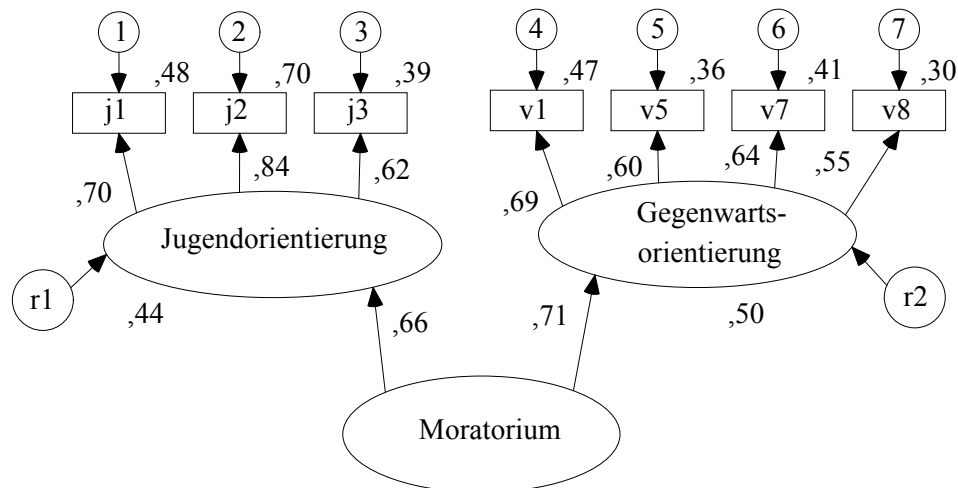 1 2 3 4 5 6 7
,48 ,70 ,39 ,47 ,36 ,41 ,30
j1 j2 j3 v1 v5 v7 v8
,70 ,84 ,62 ,69 ,60 ,64 ,55
Jugendorientierung
Gegenwarts-
orientierung
r1 r2
,44 ,66 ,71 ,50
Moratorium